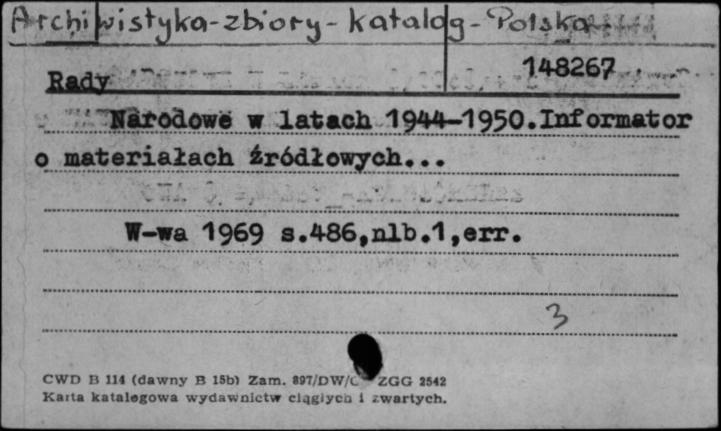 Archiwistyka-zbiory-katalog-Polska
148267
Rady
Narodowe w latach 1944-1950.Informator
o materiałach źródłowych...
W-wa 1969 s.486,nlb.1,err.
3
CWD B 114 (dawny B 15b) Zam. 897/DW/ ZGG 2542
Karta katalogowa wydawnictw ciągłych i zwartych.